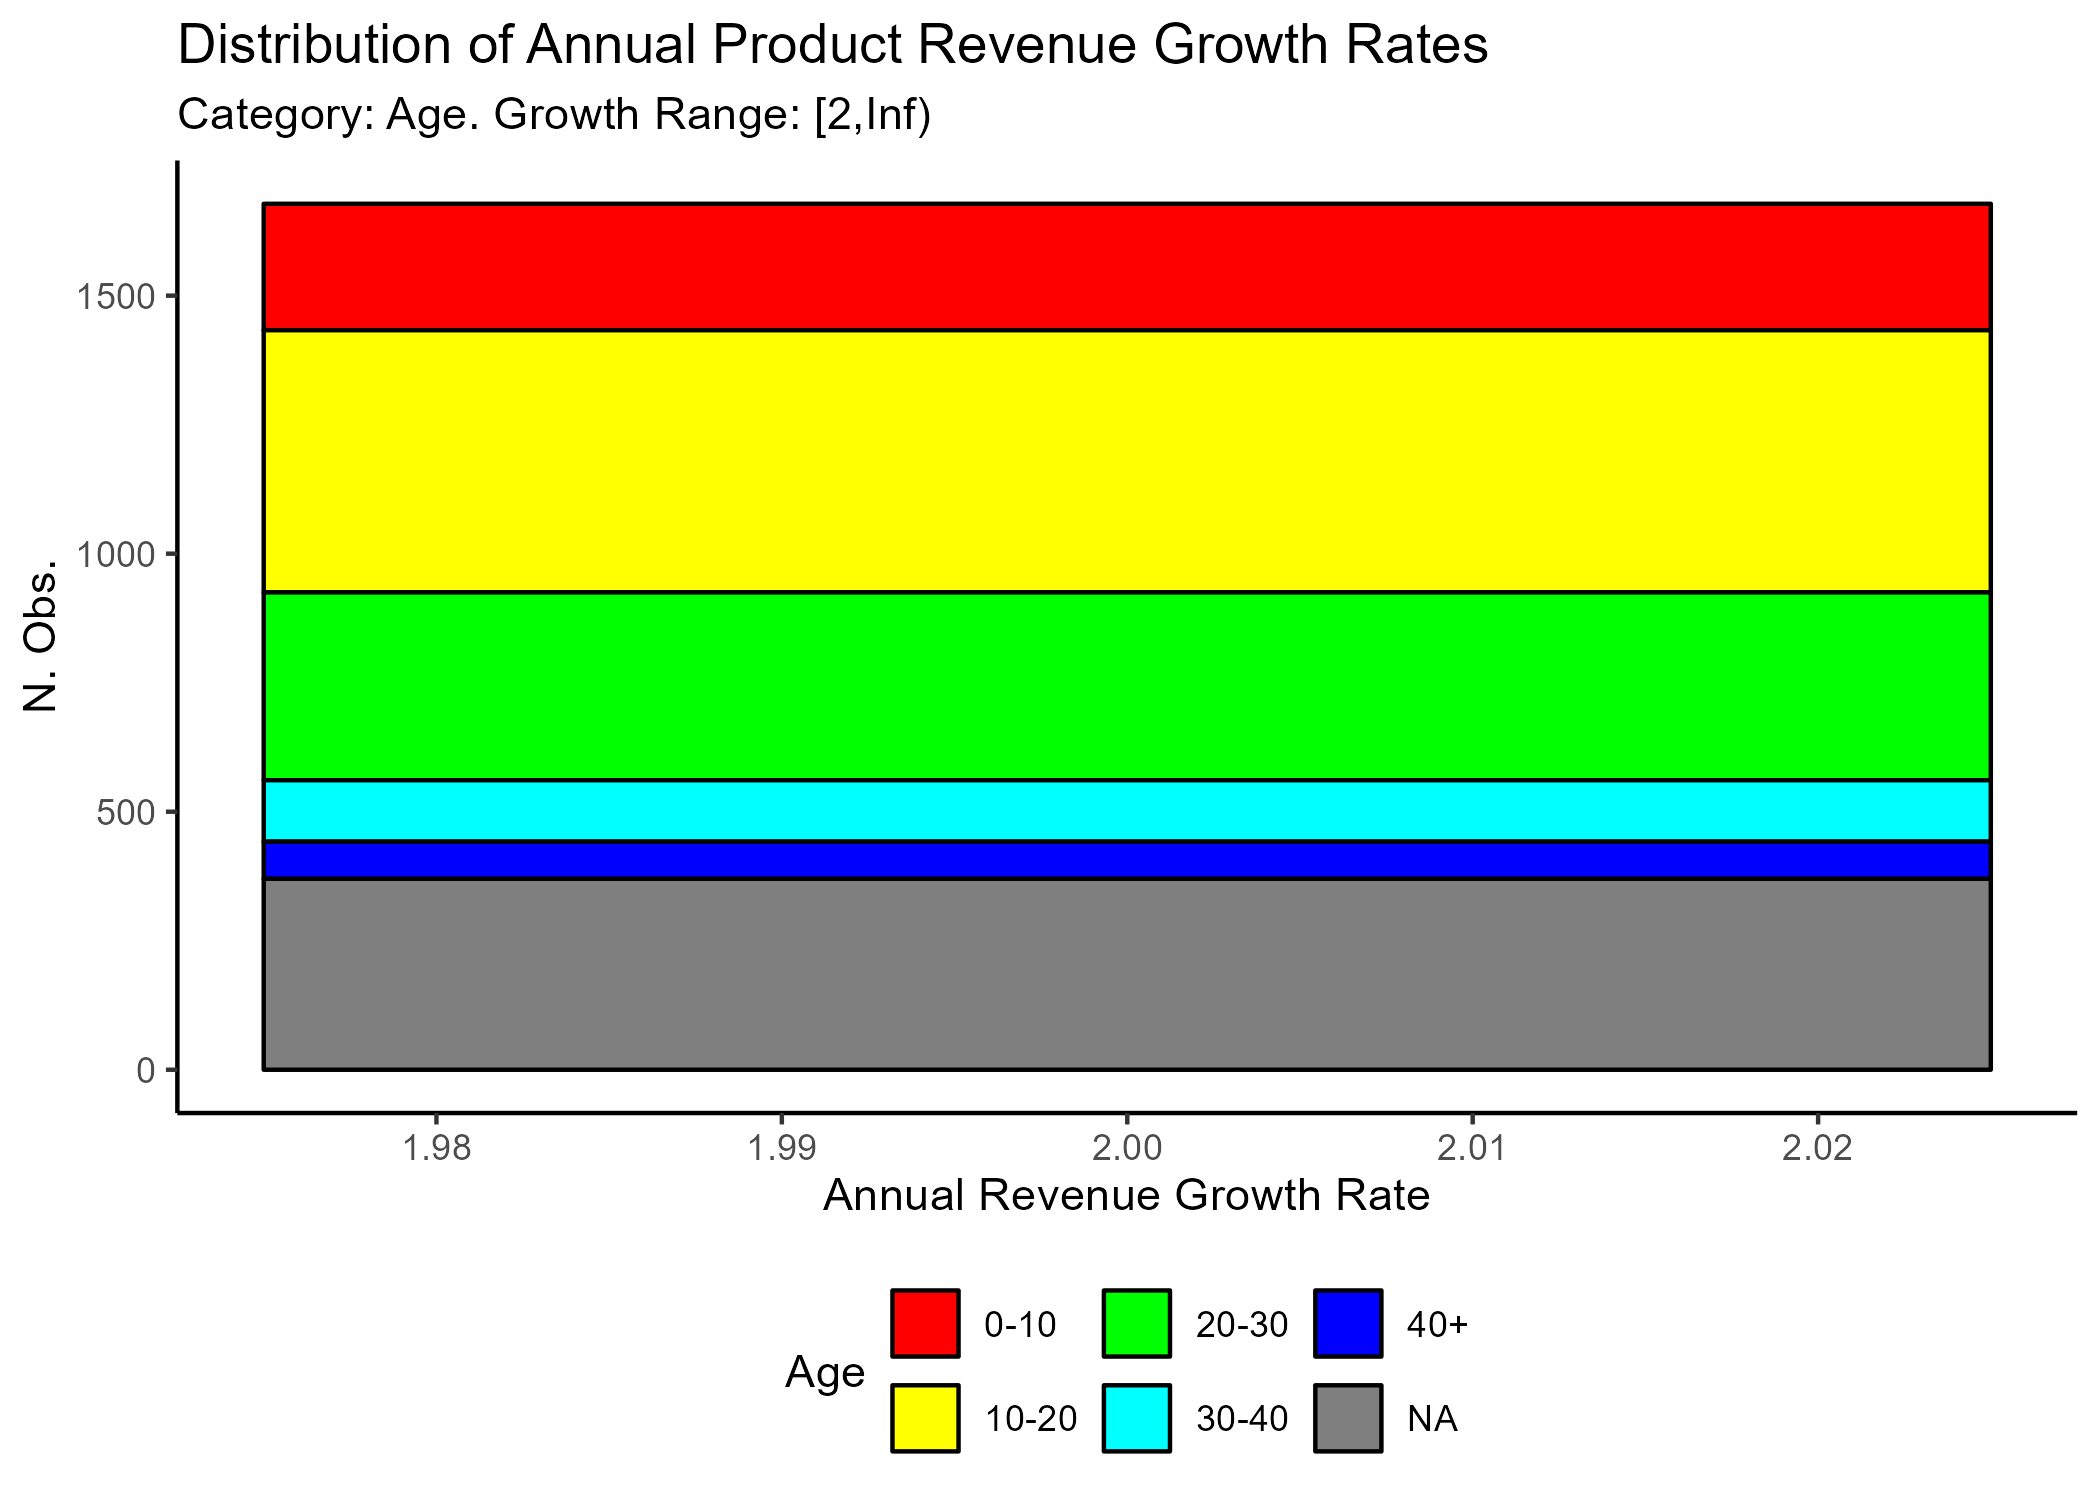 Distribution of Annual Product Revenue Growth Rates
Category: Age. Growth Range: [2,Inf)
N. Obs.
1500
1000
500
0
1.98 1.99 2.00 2.01 2.02
Annual Revenue Growth Rate
Age
0-10 20-30 40+
10-20 30-40 NA